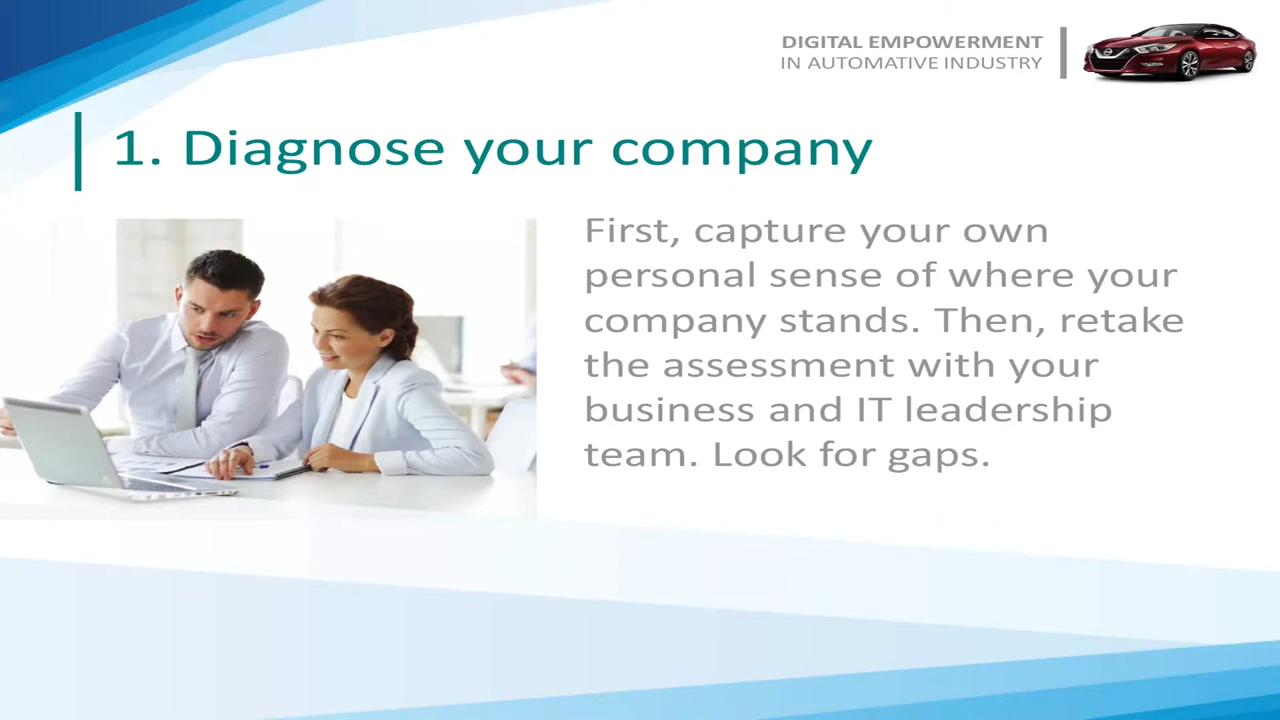 DIGITAL EMPOWERMENT
IN AUTOMATIVE INDUSTRY
1. Diagnose your company
First, capture your own
personal sense of where your
company stands. Then, retake
the assessment with your
business and IT leadership
team. Look for gaps.